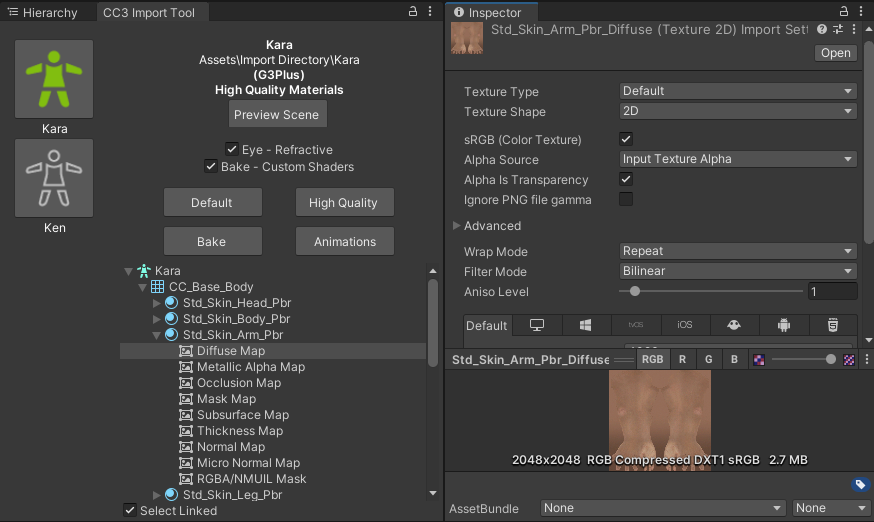 Hierarchy
CC3 Import Tool
Kara
Ken
Kara
Assets\Import Directory\Kara
(G3Plus)
High Quality Materials
Preview Scene
Eye - Refractive
Bake - Custom Shaders
Default
High Quality
Bake
Animations
Kara
CC_Base_Body
Std_Skin_Head_Pbr
Std_Skin_Body_Pbr
Std_Skin_Arm_Pbr
Diffuse Map
Metallic Alpha Map
Occlusion Map
Mask Map
Subsurface Map
Thickness Map
Normal Map
Micro Normal Map
RGBA/NMUIL Mask
Std_Skin_Leg_Pbr
Select Linked
Inspector
Std_Skin_Arm_Pbr_Diffuse (Texture 2D) Import Sett
Open
Texture Type Default
Texture Shape 2D
sRGB (Color Texture)
Alpha Source Input Texture Alpha
Alpha Is Transparency
Ignore PNG file gamma
Advanced
Wrap Mode Repeat
Filter Mode Bilinear
Aniso Level 1
Default tvOS iOS
Std_Skin_Arm_Pbr_Diffuse RGB R G B
2048x2048 RGB Compressed DXT1 sRGB 2.7 MB
AssetBundle None None